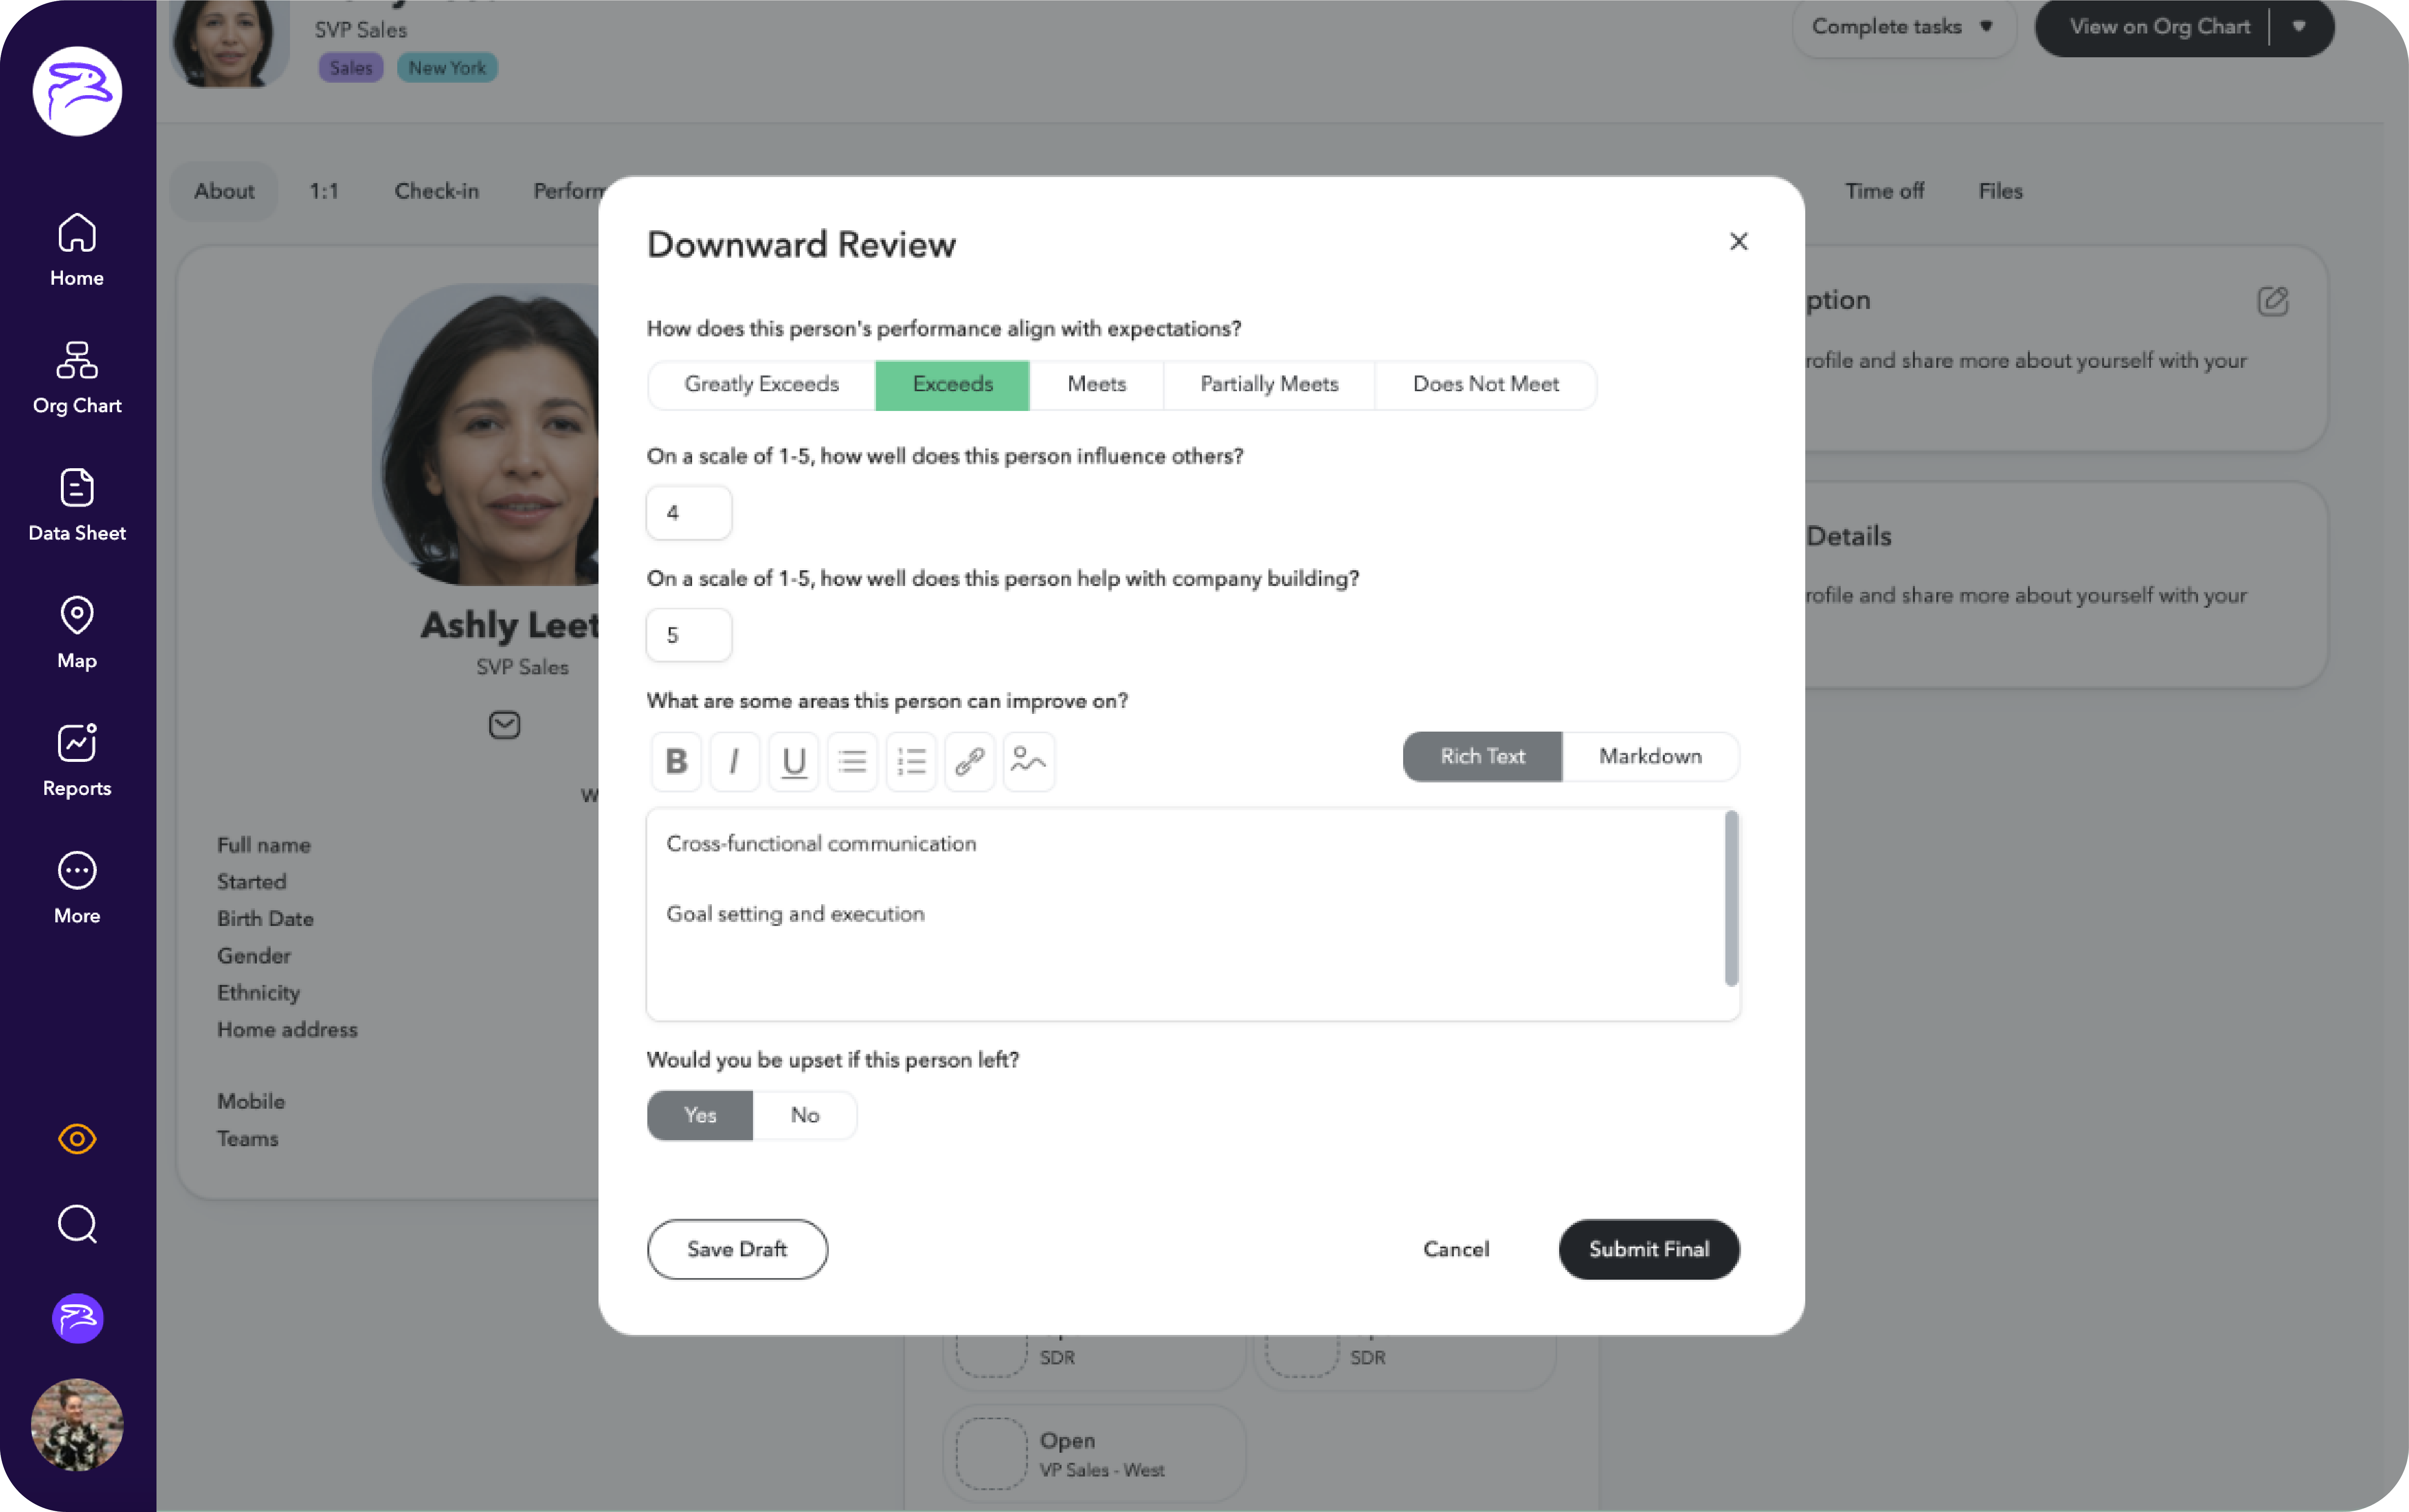 SVP Sales
Sales
New York
Complete tasks
View on Org Chart
Home
Org Chart
Data Sheet
Map
Reports
More
About
1:1
Check-in
Time off
Files
Ashly Leet
SVP Sales
Full name
Started
Birth Date
Gender
Ethnicity
Home address
Mobile
Teams
Downward Review
How does this person's performance align with expectations?
Greatly Exceeds
Exceeds
Meets
Partially Meets
Does Not Meet
On a scale of 1-5, how well does this person influence others?
4
On a scale of 1-5, how well does this person help with company building?
5
What are some areas this person can improve on?
B I U
Rich Text
Markdown
Cross-functional communication
Goal setting and execution
Would you be upset if this person left?
Yes
No
Save Draft
Cancel
Submit Final
ption
rofile and share more about yourself with your
Details
rofile and share more about yourself with your
SDR
SDR
Open
VP Sales - West